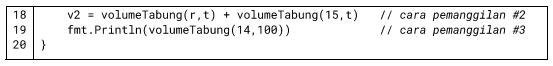 18 v2 = volumeTabung(r,t) + volumeTabung(15,t) // cara pemanggilan #2
19 fmt.Println(volumeTabung(14,100)) // cara pemanggilan #3
20 }